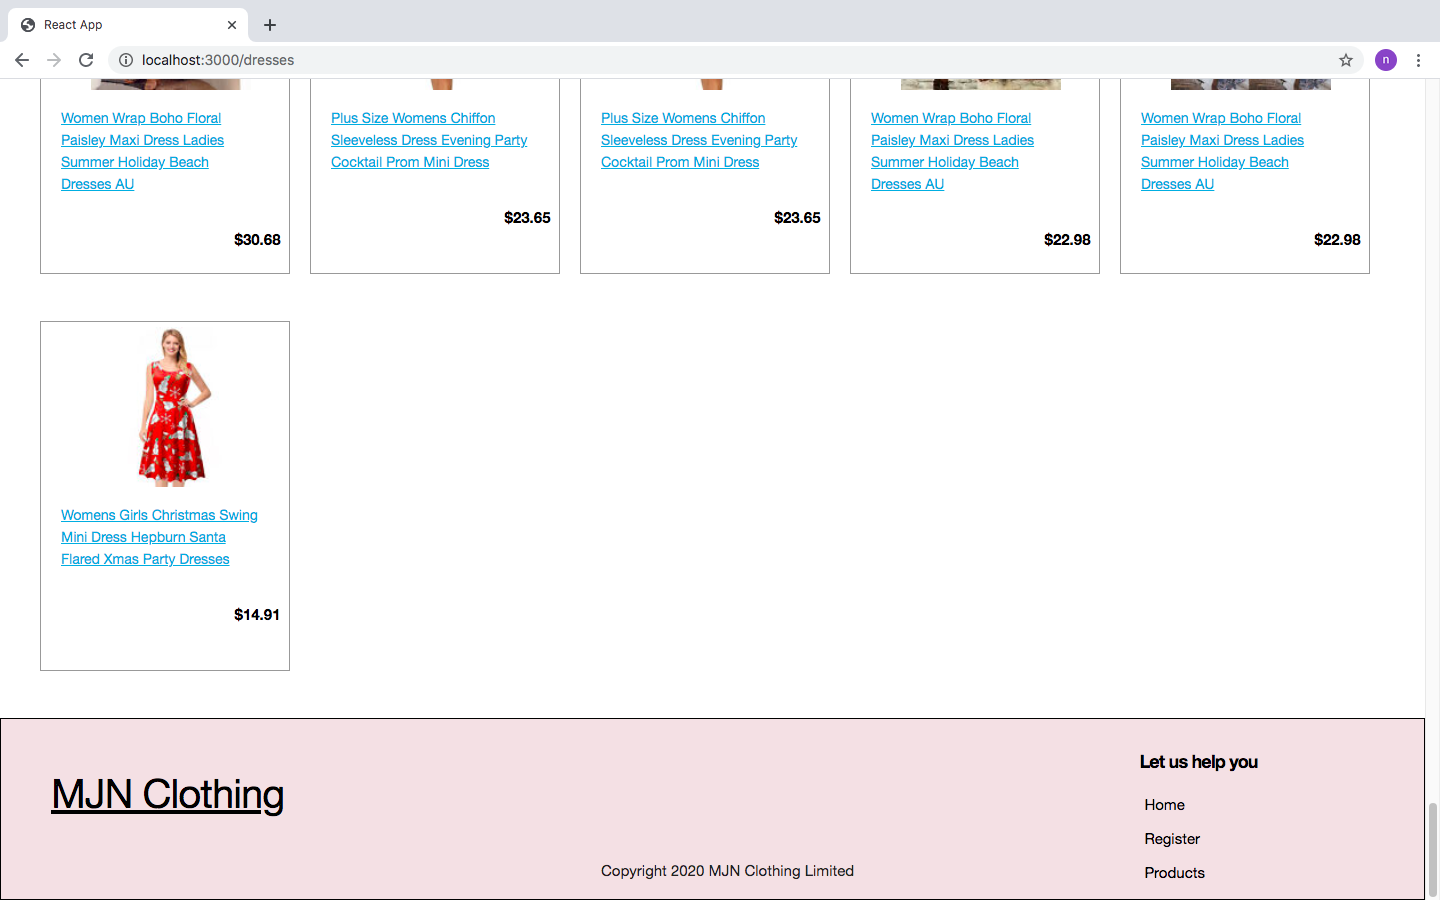 React App
localhost:3000/dresses
n
Women Wrap Boho Floral
Paisley Maxi Dress Ladies
Summer Holiday Beach
Dresses AU
$30.68
Plus Size Womens Chiffon
Sleeveless Dress Evening Party
Cocktail Prom Mini Dress
$23.65
Plus Size Womens Chiffon
Sleeveless Dress Evening Party
Cocktail Prom Mini Dress
$23.65
Women Wrap Boho Floral
Paisley Maxi Dress Ladies
Summer Holiday Beach
Dresses AU
$22.98
Women Wrap Boho Floral
Paisley Maxi Dress Ladies
Summer Holiday Beach
Dresses AU
$22.98
Womens Girls Christmas Swing
Mini Dress Hepburn Santa
Flared Xmas Party Dresses
$14.91
MJN Clothing
Copyright 2020 MJN Clothing Limited
Let us help you
Home
Register
Products